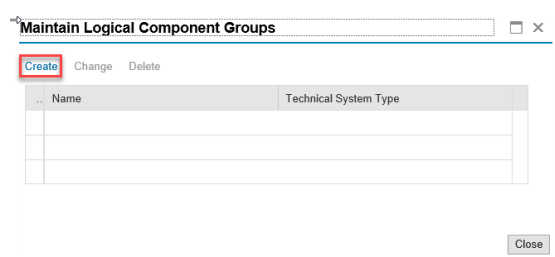 Maintain Logical Component Groups
Create Change Delete
.. Name Technical System Type
Close